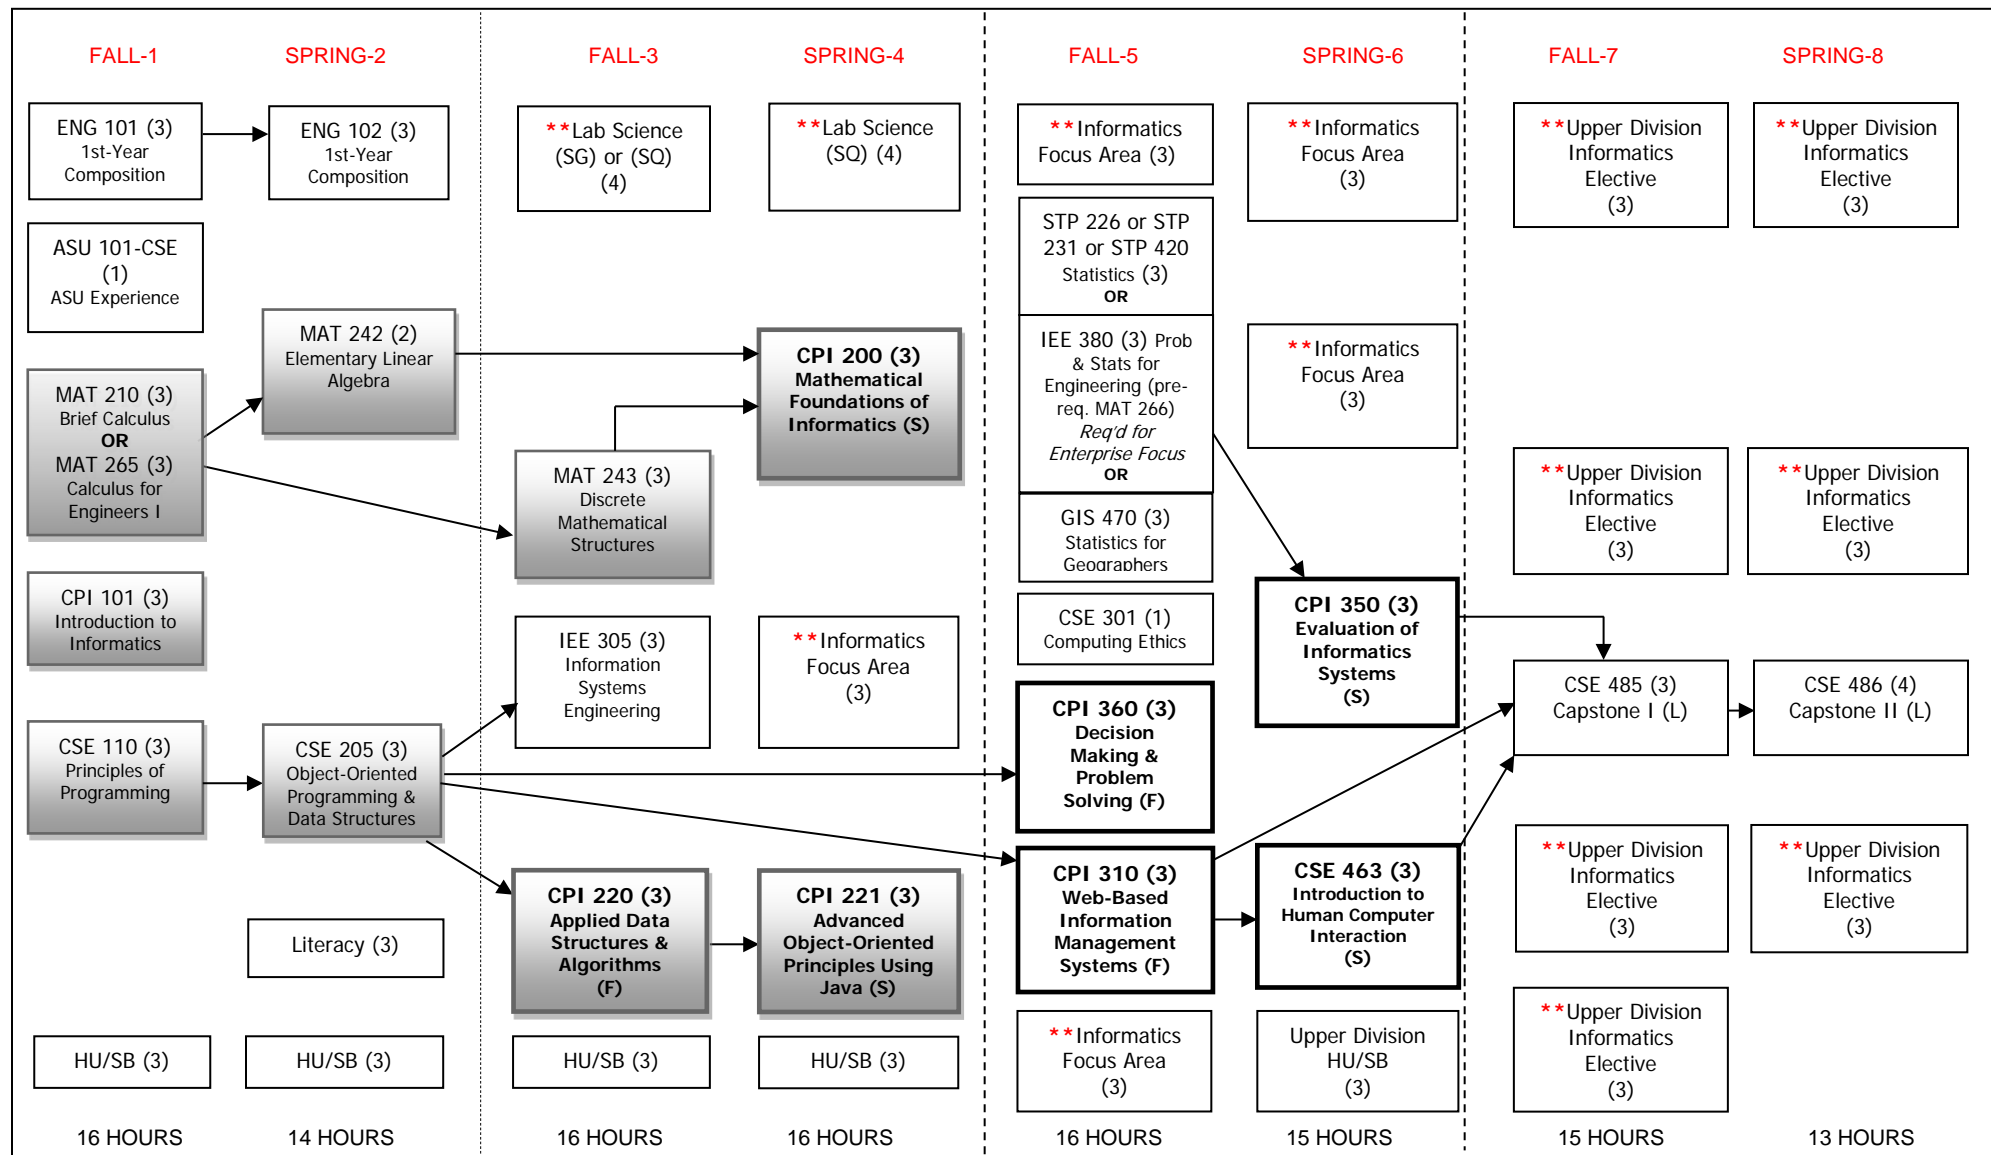 FALL-1
SPRING-2
FALL-3
SPRING-4
FALL-5
SPRING-6
FALL-7
SPRING-8
ENG 101 (3)
1st-Year
Composition
ASU 101-CSE
(1)
ASU Experience
MAT 210 (3)
Brief Calculus
OR
MAT 265 (3)
Calculus for
Engineers I
CPI 101 (3)
Introduction to
Informatics
CSE 110 (3)
Principles of
Programming
HU/SB (3)
16 HOURS
ENG 102 (3)
1st-Year
Composition
MAT 242 (2)
Elementary Linear
Algebra
CSE 205 (3)
Object-Oriented
Programming &
Data Structures
Literacy (3)
HU/SB (3)
14 HOURS
**Lab Science
(SG) or (SQ)
(4)
MAT 243 (3)
Discrete
Mathematical
Structures
IEE 305 (3)
Information
Systems
Engineering
CPI 220 (3)
Applied Data
Structures &
Algorithms
(F)
HU/SB (3)
16 HOURS
**Lab Science
(SQ) (4)
CPI 200 (3)
Mathematical
Foundations of
Informatics (S)
**Informatics
Focus Area
(3)
CPI 221 (3)
Advanced
Object-Oriented
Principles Using
Java (S)
HU/SB (3)
16 HOURS
**Informatics
Focus Area (3)
STP 226 or STP
231 or STP 420
Statistics (3)
OR
IEE 380 (3) Prob
& Stats for
Engineering (pre-
req. MAT 266)
Req'd for
Enterprise Focus
OR
GIS 470 (3)
Statistics for
Geographers
CSE 301 (1)
Computing Ethics
CPI 360 (3)
Decision
Making &
Problem
Solving (F)
CPI 310 (3)
Web-Based
Information
Management
Systems (F)
**Informatics
Focus Area
(3)
16 HOURS
**Informatics
Focus Area
(3)
**Informatics
Focus Area
(3)
CPI 350 (3)
Evaluation of
Informatics
Systems
(S)
CSE 463 (3)
Introduction to
Human Computer
Interaction
(S)
Upper Division
HU/SB
(3)
15 HOURS
**Upper Division
Informatics
Elective
(3)
**Upper Division
Informatics
Elective
(3)
CSE 485 (3)
Capstone I (L)
**Upper Division
Informatics
Elective
(3)
**Upper Division
Informatics
Elective
(3)
15 HOURS
**Upper Division
Informatics
Elective
(3)
**Upper Division
Informatics
Elective
(3)
CSE 486 (4)
Capstone II (L)
**Upper Division
Informatics
Elective
(3)
13 HOURS